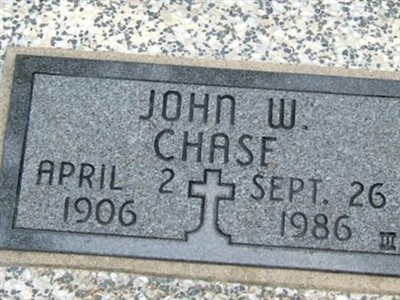 JOHN W.
CHASE
APRIL 2 SEPT. 26
1906 1986